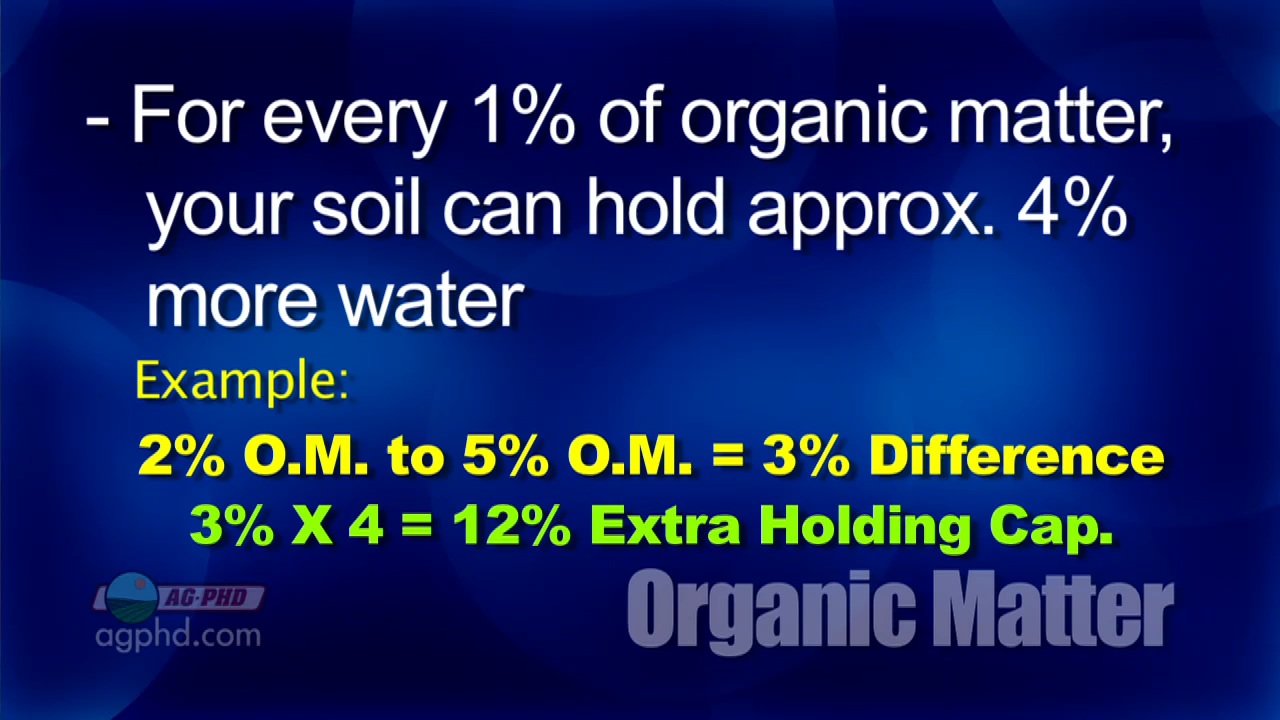 - For every 1% of organic matter,
your soil can hold approx. 4%
more water
Example:
2% O.M. to 5% O.M. = 3% Difference
3% X 4 = 12% Extra Holding Cap.
AG-PHD
agphd.com
Organic Matter